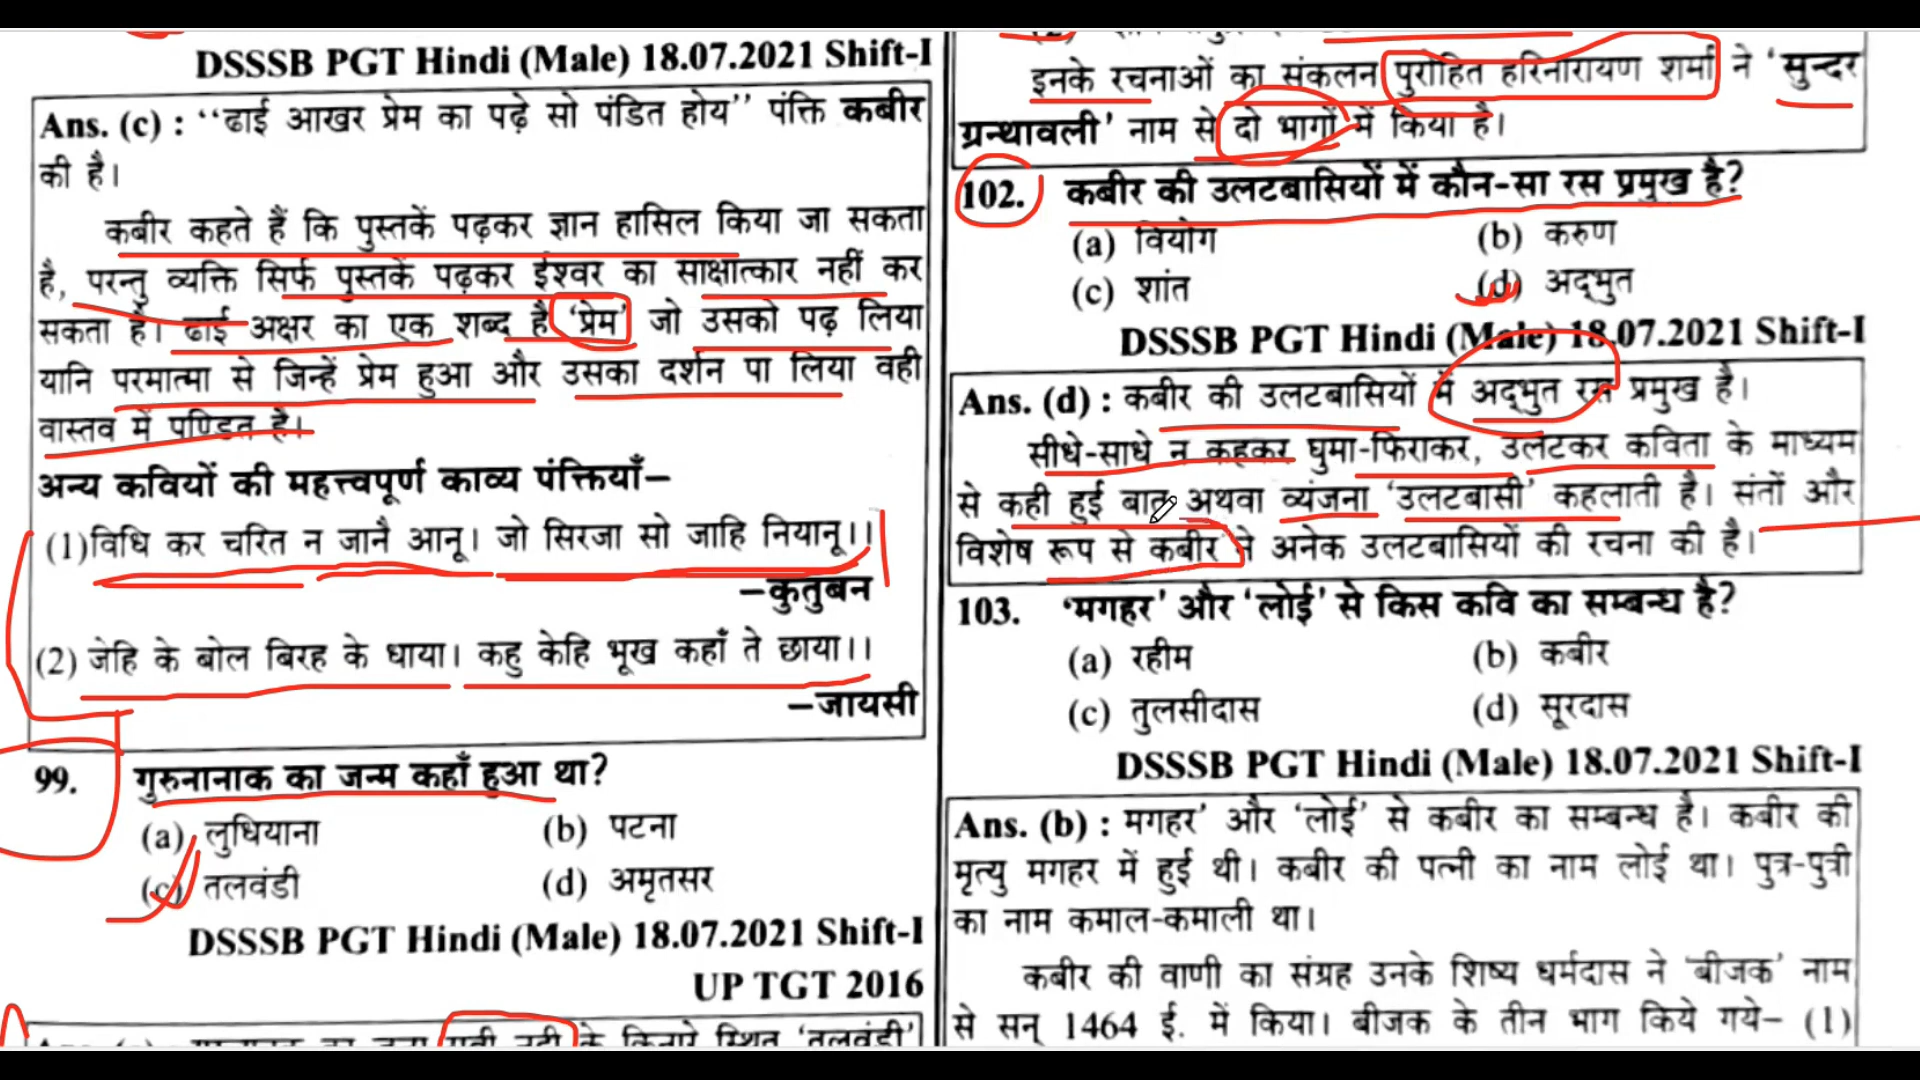 DSSSB PGT Hindi (Male) 18.07.2021 Shift-I
Ans. (c) : ‘‘ढाई आखर प्रेम का पढ़े सो पंडित होय’’ पंक्ति कबीर
की है।
कबीर कहते हैं कि पुस्तकें पढ़कर ज्ञान हासिल किया जा सकता
है, परन्तु व्यक्ति सिर्फ पुस्तकें पढ़कर ईश्वर का साक्षात्कार नहीं कर
सकता है। ढाई अक्षर का एक शब्द है ‘प्रेम’ जो उसको पढ़ लिया
यानि परमात्मा से जिन्हें प्रेम हुआ और उसका दर्शन पा लिया वही
वास्तव में पण्डित है।
अन्य कवियों की महत्त्वपूर्ण काव्य पंक्तियाँ–
(1)विधि कर चरित न जानै आनू। जो सिरजा सो जाहि नियानू।।
–कुतुबन
(2) जेहि के बोल बिरह के धाया। कहु केहि भूख कहाँ ते छाया।।
–जायसी
99. गुरुनानाक का जन्म कहाँ हुआ था?
(a) लुधियाना (b) पटना
(c) तलवंडी (d) अमृतसर
DSSSB PGT Hindi (Male) 18.07.2021 Shift-I
UP TGT 2016
के किनारे स्थित ‘तलवंडी’
इनके रचनाओं का संकलन पुरोहित हरिनारायण शर्मा ने ‘सुन्दर
ग्रन्थावली’ नाम से दो भागों में किया है।
102. कबीर की उलटबासियों में कौन-सा रस प्रमुख है?
(a) वियोग (b) करुण
(c) शांत (d) अद्भुत
DSSSB PGT Hindi (Male) 18.07.2021 Shift-I
Ans. (d) : कबीर की उलटबासियों में अद्भुत रस प्रमुख है।
सीधे-साधे न कहकर घुमा-फिराकर, उलटकर कविता के माध्यम
से कही हुई बात अथवा व्यंजना ‘उलटबासी’ कहलाती है। संतों और
विशेष रूप से कबीर ने अनेक उलटबासियों की रचना की है।
103. ‘मगहर’ और ‘लोई’ से किस कवि का सम्बन्ध है?
(a) रहीम (b) कबीर
(c) तुलसीदास (d) सूरदास
DSSSB PGT Hindi (Male) 18.07.2021 Shift-I
Ans. (b) : मगहर’ और ‘लोई’ से कबीर का सम्बन्ध है। कबीर की
मृत्यु मगहर में हुई थी। कबीर की पत्नी का नाम लोई था। पुत्र-पुत्री
का नाम कमाल-कमाली था।
कबीर की वाणी का संग्रह उनके शिष्य धर्मदास ने ‘बीजक’ नाम
से सन् 1464 ई. में किया। बीजक के तीन भाग किये गये– (1)